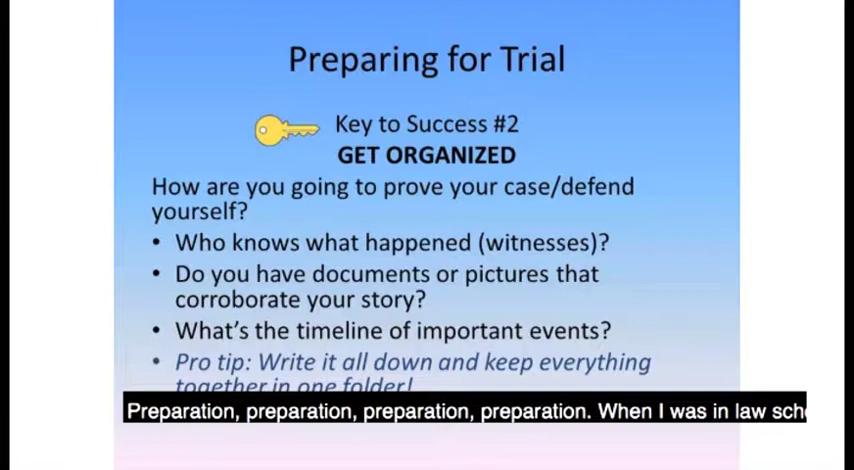 Preparing for Trial
Key to Success #2
GET ORGANIZED
How are you going to prove your case/defend
yourself?
• Who knows what happened (witnesses)?
• Do you have documents or pictures that
corroborate your story?
• What's the timeline of important events?
• Pro tip: Write it all down and keep everything
together in one folder!
Preparation, preparation, preparation, preparation. When I was in law